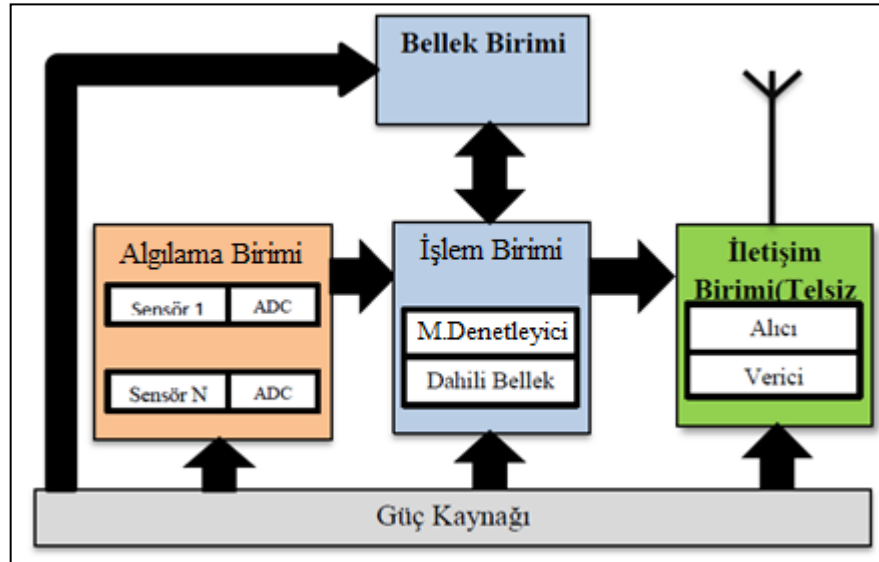 Bellek Birimi
Algılama Birimi
Sensör 1
ADC
Sensör N
ADC
İşlem Birimi
M.Denetleyici
Dahili Bellek
İletişim
Birimi(Telsiz
Alıcı
Verici
Güç Kaynağı